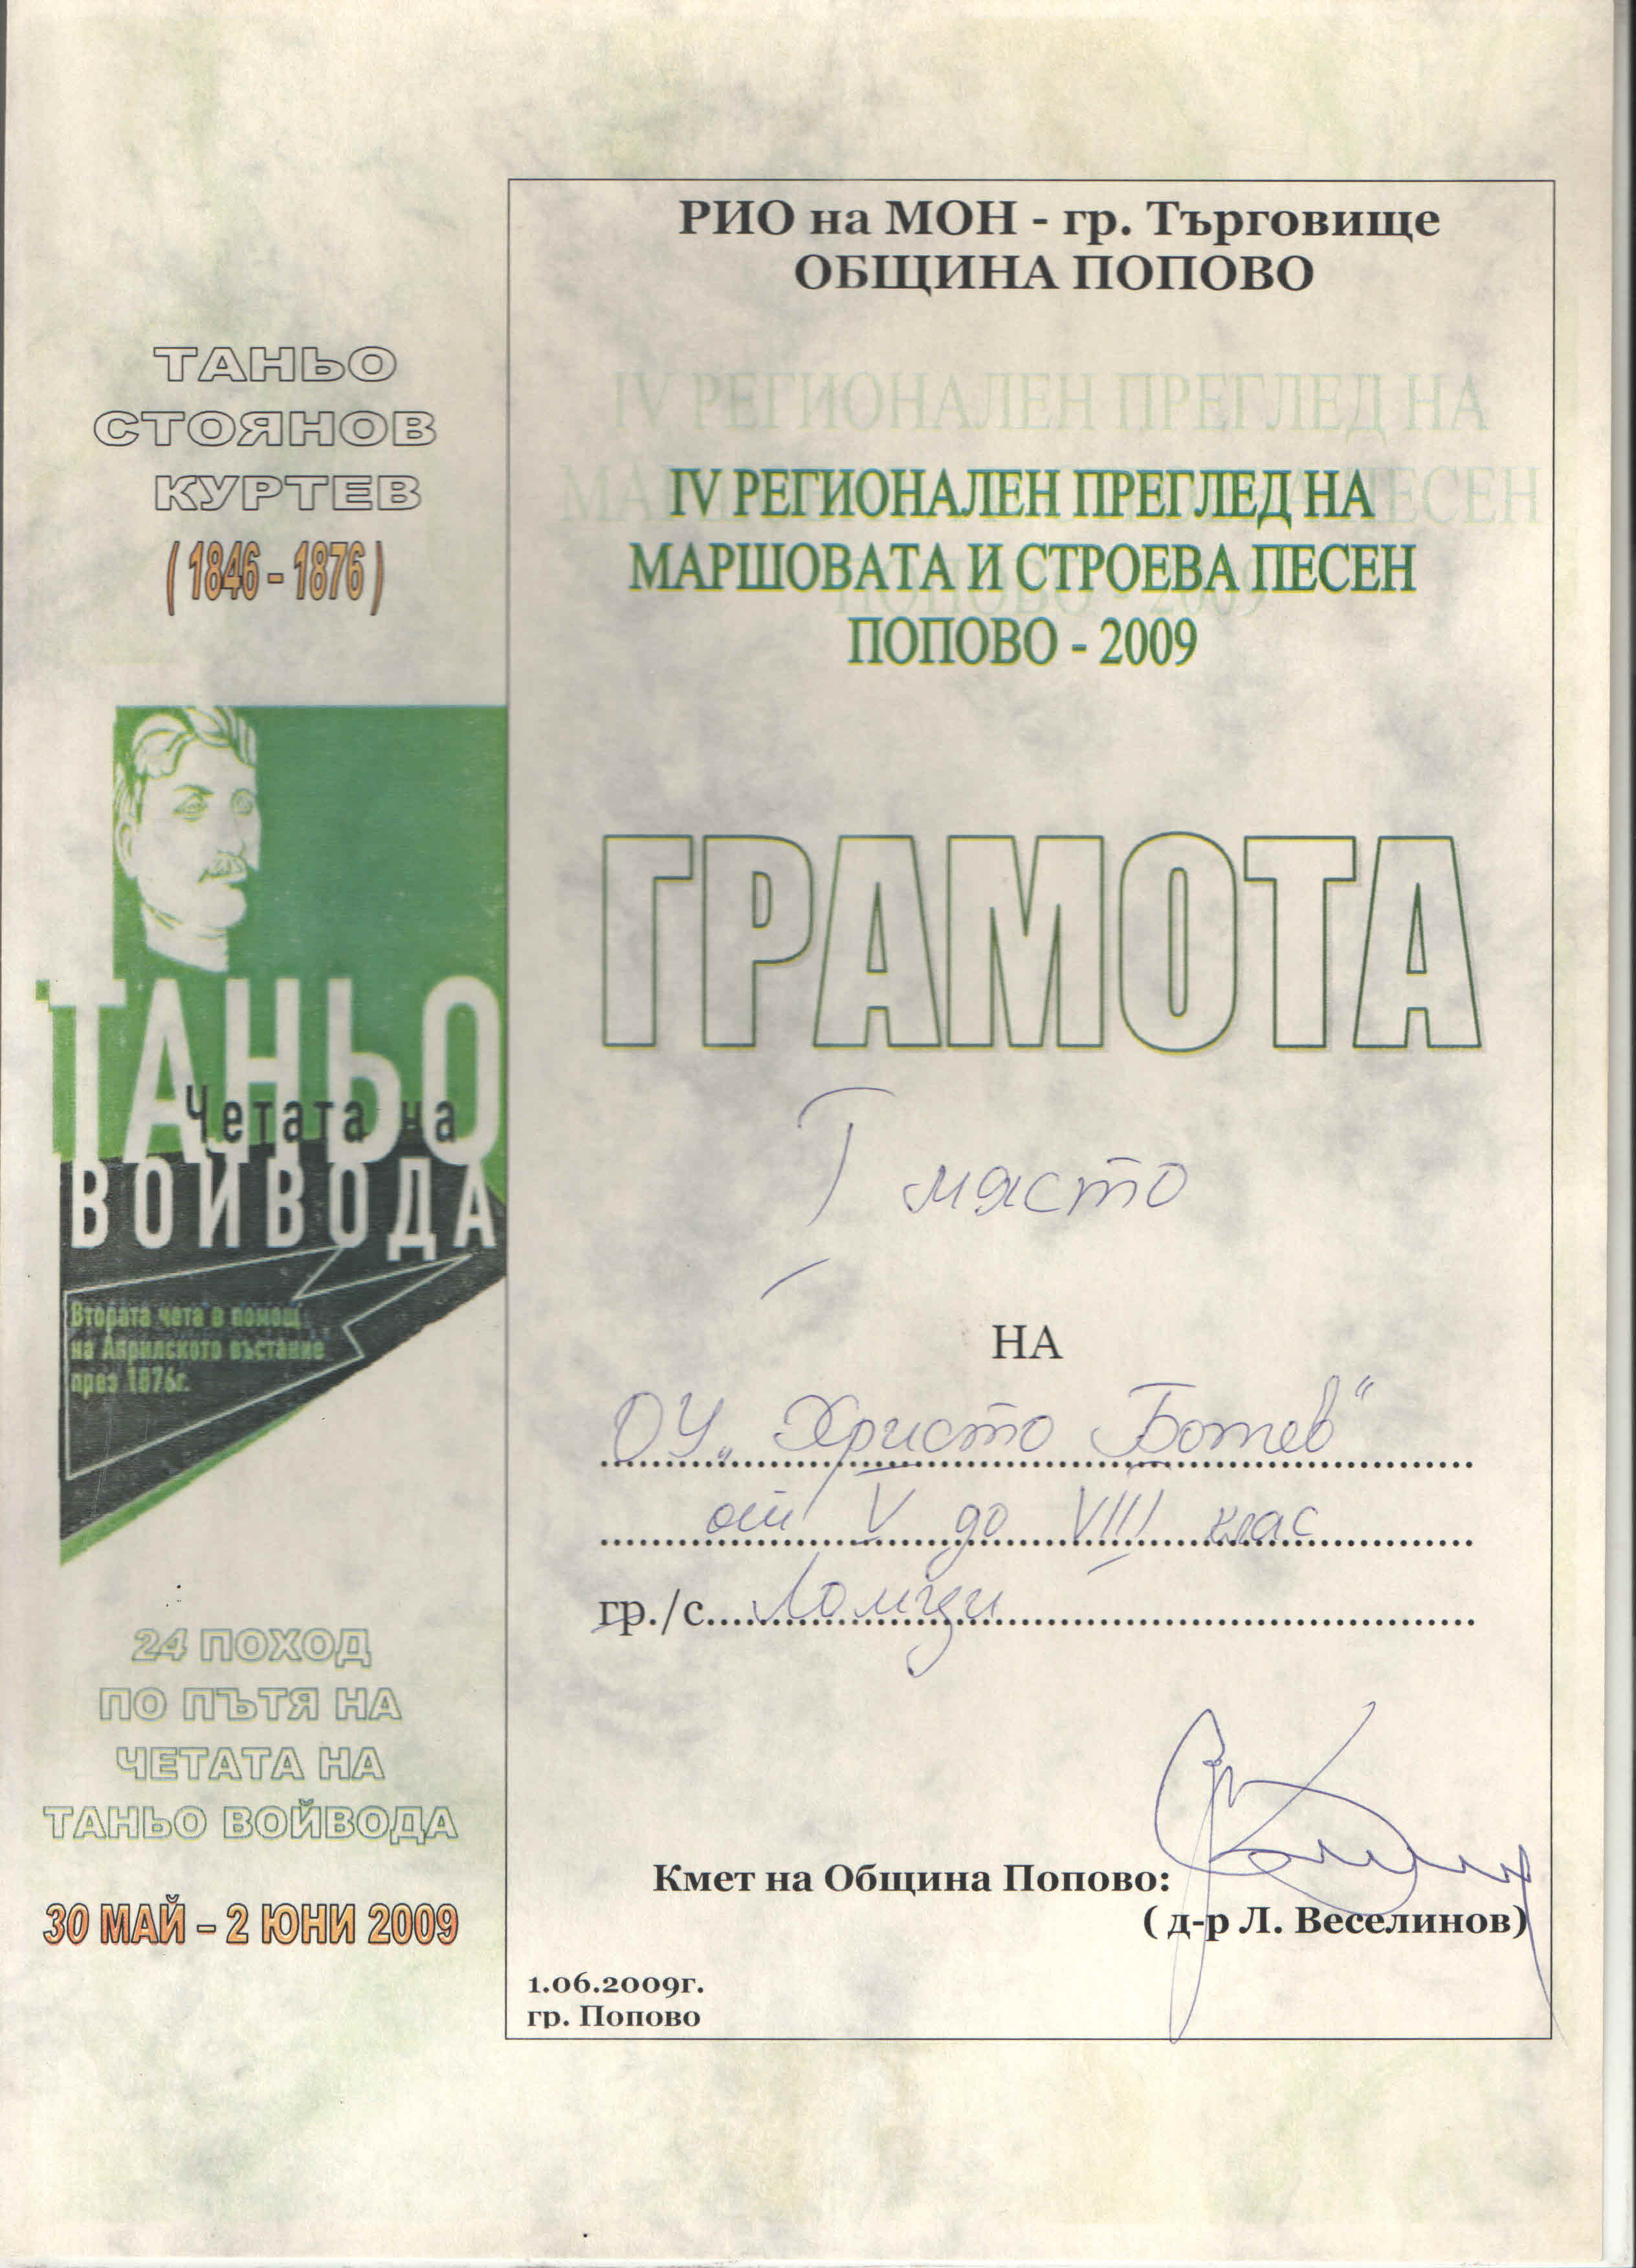 ТАНЬО
СТОЯНОВ
КУРТЕВ
( 1846 - 1876 )
ТАНЬО
Четата на
ВОЙВОДА
Втората чета в помощ
на Априлското въстание
през 1876г.
24 ПОХОД
ПО ПЪТЯ НА
ЧЕТАТА НА
ТАНЬО ВОЙВОДА
30 МАЙ – 2 ЮНИ 2009
РИО на МОН - гр. Търговище
ОБЩИНА ПОПОВО
IV РЕГИОНАЛЕН ПРЕГЛЕД НА
МАРШОВАТА И СТРОЕВА ПЕСЕН
ПОПОВО - 2009
ГРАМОТА
I място
НА
ОУ „Христо Ботев“
от V до VIII клас
гр./с. Ломци
Кмет на Община Попово:
( д-р Л. Веселинов)
1.06.2009г.
гр. Попово